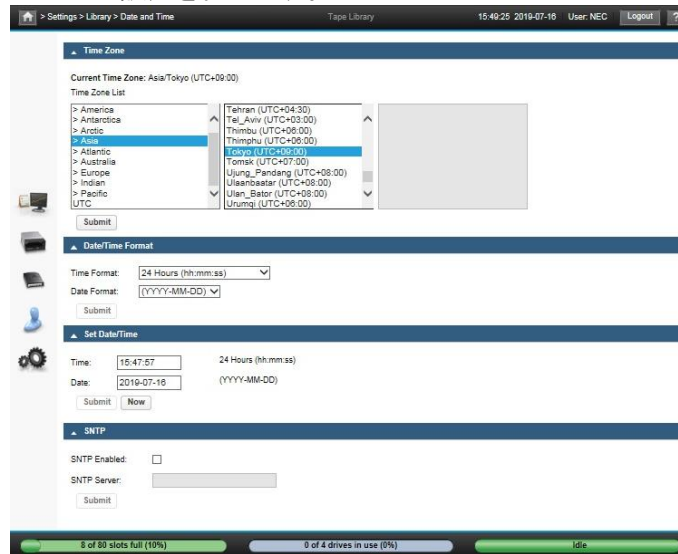 > Settings > Library > Date and Time
Tape Library
15:49:25 2019-07-16 User: NEC
Logout
?
Time Zone
Current Time Zone: Asia/Tokyo (UTC+09:00)
Time Zone List
> America
> Antarctica
> Arctic
> Asia
> Atlantic
> Australia
> Europe
> Indian
> Pacific
UTC
Tehran (UTC+04:30)
Tel_Aviv (UTC+03:00)
Thimbu (UTC+06:00)
Thimphu (UTC+06:00)
Tokyo (UTC+09:00)
Tomsk (UTC+07:00)
Ujung_Pandang (UTC+08:00)
Ulaanbaatar (UTC+08:00)
Ulan_Bator (UTC+08:00)
Urumqi (UTC+06:00)
Submit
Date/Time Format
Time Format: 24 Hours (hh:mm:ss)
Date Format: (YYYY-MM-DD)
Submit
Set Date/Time
Time: 15:47:57 24 Hours (hh:mm:ss)
Date: 2019-07-16 (YYYY-MM-DD)
Submit Now
SNTP
SNTP Enabled:
SNTP Server:
Submit
8 of 80 slots full (10%)
0 of 4 drives in use (0%)
Idle